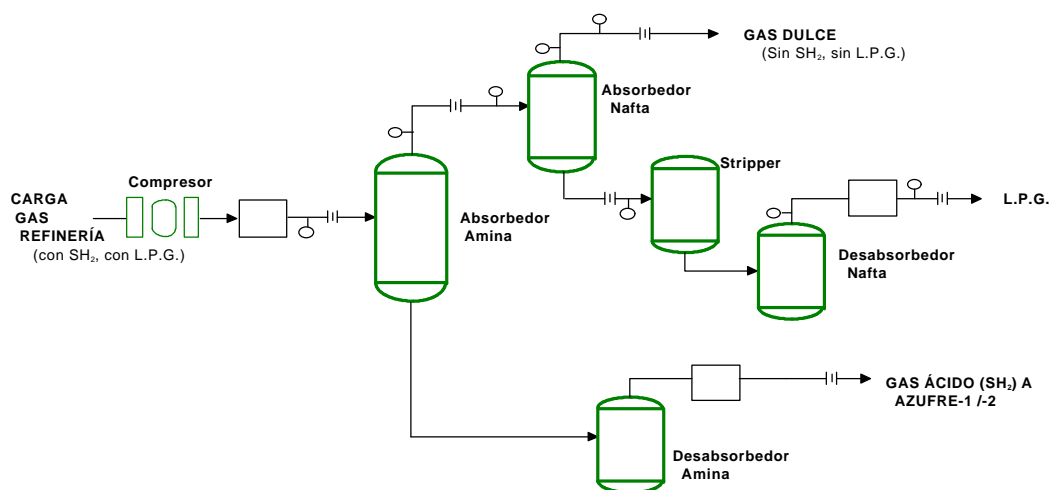 GAS DULCE
(Sin SH₂, sin L.P.G.)
Absorbedor
Nafta
Stripper
Compresor
CARGA
GAS
REFINERÍA
(con SH₂, con L.P.G.)
Absorbedor
Amina
L.P.G.
Desabsorbedor
Nafta
GAS ÁCIDO (SH₂) A
AZUFRE-1 /-2
Desabsorbedor
Amina